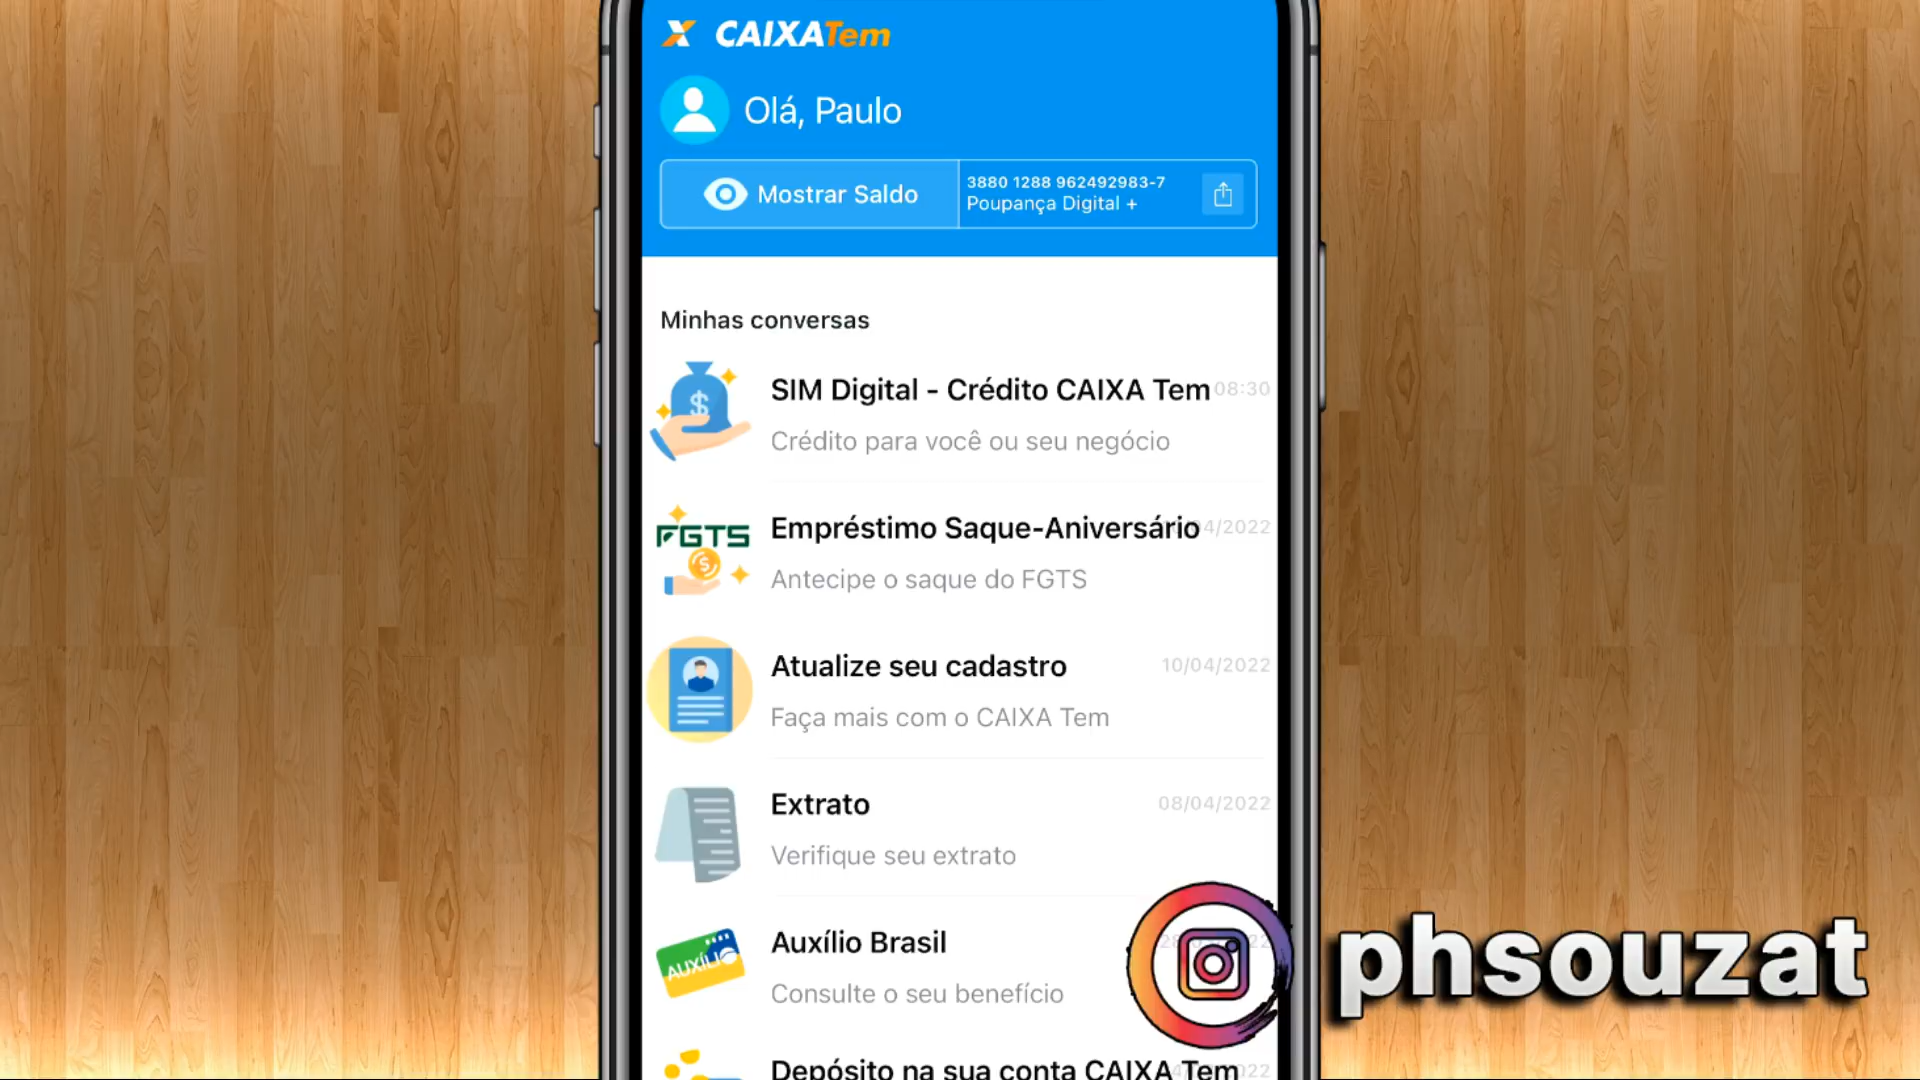 CAIXATem
Olá, Paulo
Mostrar Saldo
3880 1288 962492983-7
Poupança Digital +
Minhas conversas
SIM Digital - Crédito CAIXA Tem 08:30
Crédito para você ou seu negócio
FGTS
Empréstimo Saque-Aniversário 04/2022
Antecipe o saque do FGTS
Atualize seu cadastro 10/04/2022
Faça mais com o CAIXA Tem
Extrato 08/04/2022
Verifique seu extrato
AUXÍLIO
Auxílio Brasil
Consulte o seu benefício
phsouzat
Depósito na sua conta CAIXA Tem